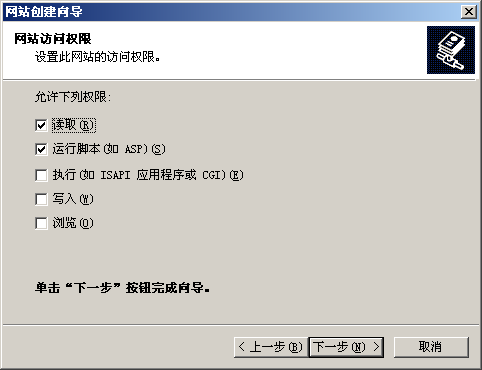 网站创建向导
网站访问权限
设置此网站的访问权限。
允许下列权限:
读取(R)
运行脚本(如 ASP)(S)
执行(如 ISAPI 应用程序或 CGI)(E)
写入(W)
浏览(O)
单击“下一步”按钮完成向导。
< 上一步(B) 下一步(N) > 取消